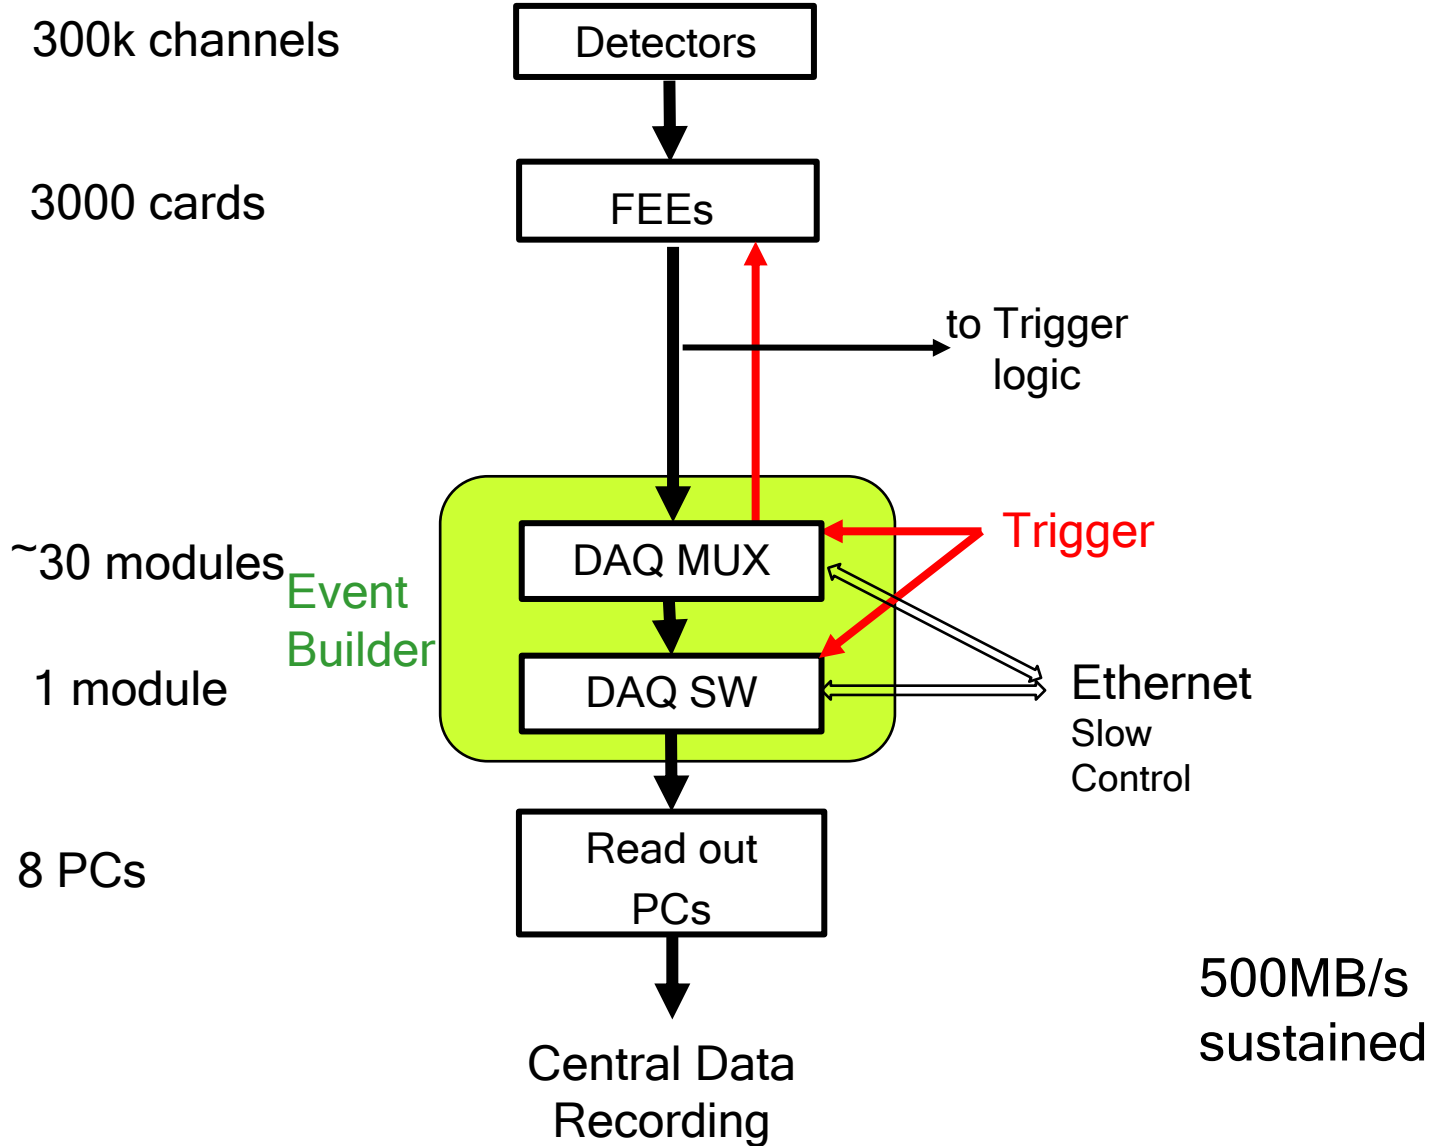 300k channels
Detectors
3000 cards
FEEs
to Trigger
logic
~30 modules
DAQ MUX
Trigger
Event
Builder
1 module
DAQ SW
Ethernet
Slow
Control
8 PCs
Read out
PCs
500MB/s
sustained
Central Data
Recording